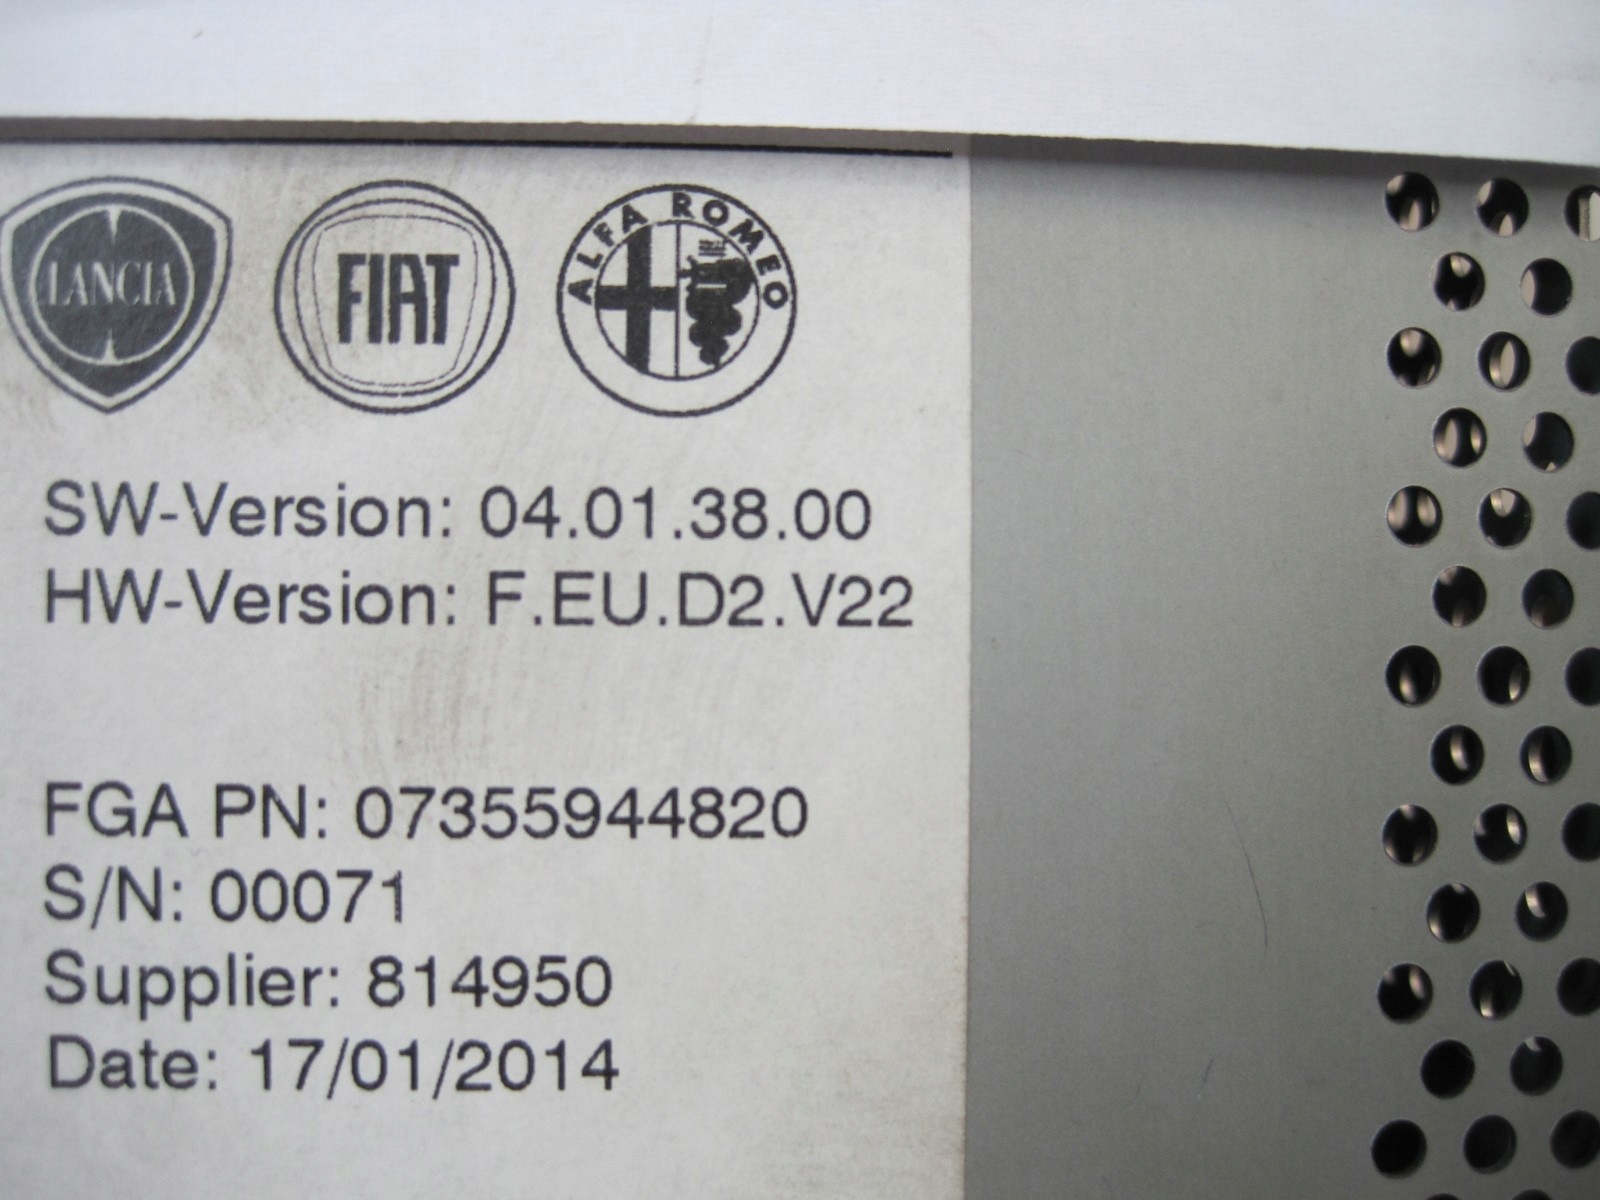 LANCIA FIAT ALFA ROMEO
SW-Version: 04.01.38.00
HW-Version: F.EU.D2.V22
FGA PN: 07355944820
S/N: 00071
Supplier: 814950
Date: 17/01/2014